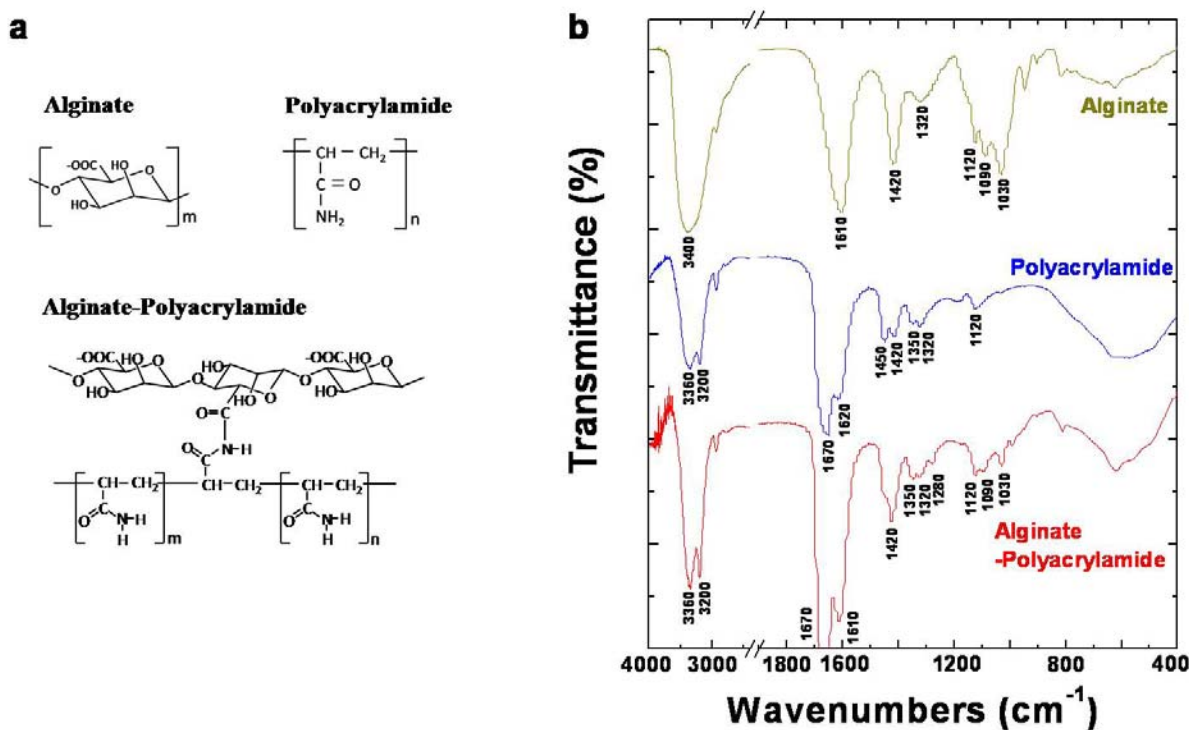 a
Alginate
Polyacrylamide
-OOC HO O
O HO
m
CH CH2
C=O
NH2
n
Alginate-Polyacrylamide
-OOC HO O HO O -OOC HO O
O HO O HO O O HO
O=C
O N-H
C
CH CH2 CH CH2 CH CH2
O C N-H O C N-H
H H
m n
b
Transmittance (%)
Alginate
3400
1610
1420
1320
1120
1090
1030
Polyacrylamide
3360
3200
1670
1620
1450
1420
1350
1320
1120
Alginate
-Polyacrylamide
3360
3200
1670
1610
1420
1350
1320
1280
1120
1090
1030
4000 3000 1800 1600 1200 800 400
Wavenumbers (cm-1)